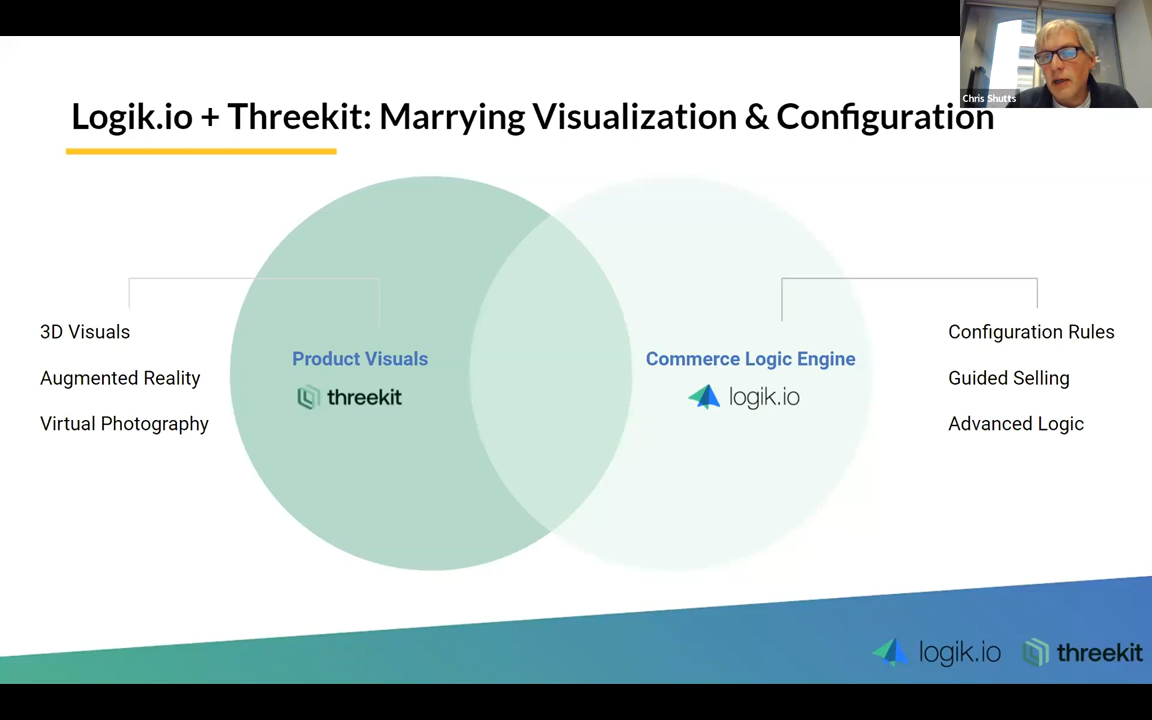 Chris Shutts
Logik.io + Threekit: Marrying Visualization & Configuration
3D Visuals
Augmented Reality
Virtual Photography
Product Visuals
threekit
Commerce Logic Engine
logik.io
Configuration Rules
Guided Selling
Advanced Logic
logik.io
threekit